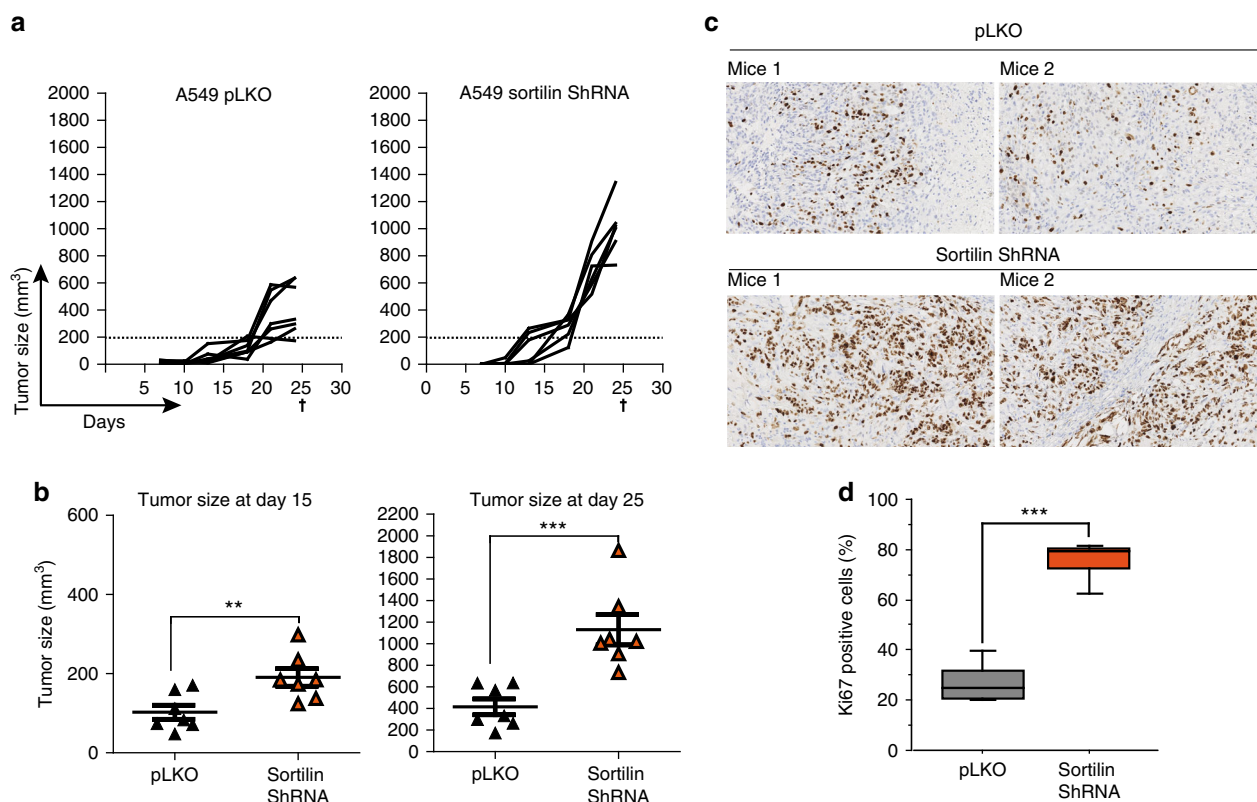 a
A549 pLKO
2000
1800
1600
1400
1200
1000
800
600
400
200
0
0 5 10 15 20 25 30
†
Tumor size (mm³)
Days
A549 sortilin ShRNA
2000
1800
1600
1400
1200
1000
800
600
400
200
0
0 5 10 15 20 25 30
†
b
Tumor size at day 15
Tumor size (mm³)
600
400
200
0
**
pLKO
Sortilin
ShRNA
Tumor size at day 25
2200
2000
1800
1600
1400
1200
1000
800
600
400
200
0
***
pLKO
Sortilin
ShRNA
c
pLKO
Mice 1 Mice 2
Sortilin ShRNA
Mice 1 Mice 2
d
Ki67 positive cells (%)
100
80
60
40
20
0
***
pLKO
Sortilin
ShRNA